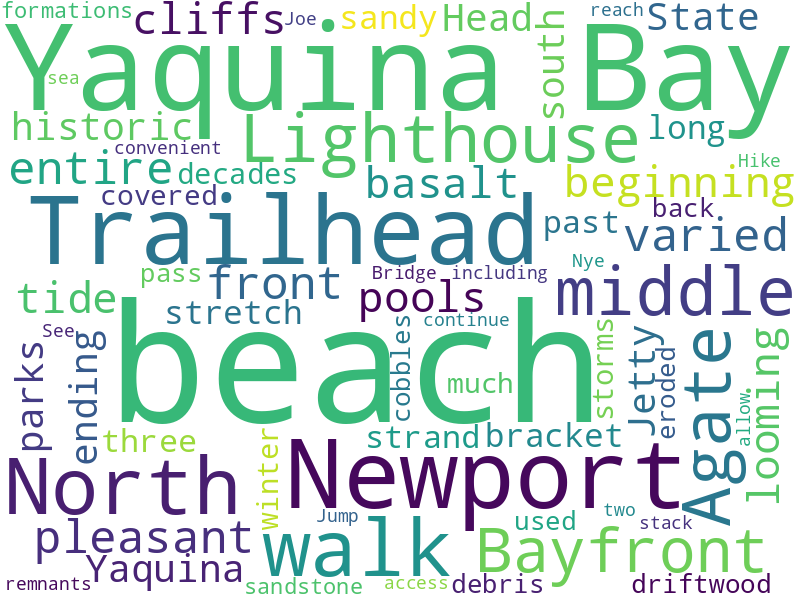 formations
cliffs
Joe
sandy
Head
reach
State
Yaquina Bay
sea
south
historic
Lighthouse
long
convenient
entire
decades
basalt
Hike
beginning
covered
Trailhead
past
back
varied
pass
front
Bridge
including
Nye
middle
tide
stretch
pools
See
beach
continue
cobbles
storms
Jetty
eroded
Agate
allow
looming
parks
ending
much
three
strand
bracket
North
winter
Newport
pleasant
Jump
walk
used
two
stack
Bayfront
Yaquina
remnants
sandstone
access
debris
driftwood